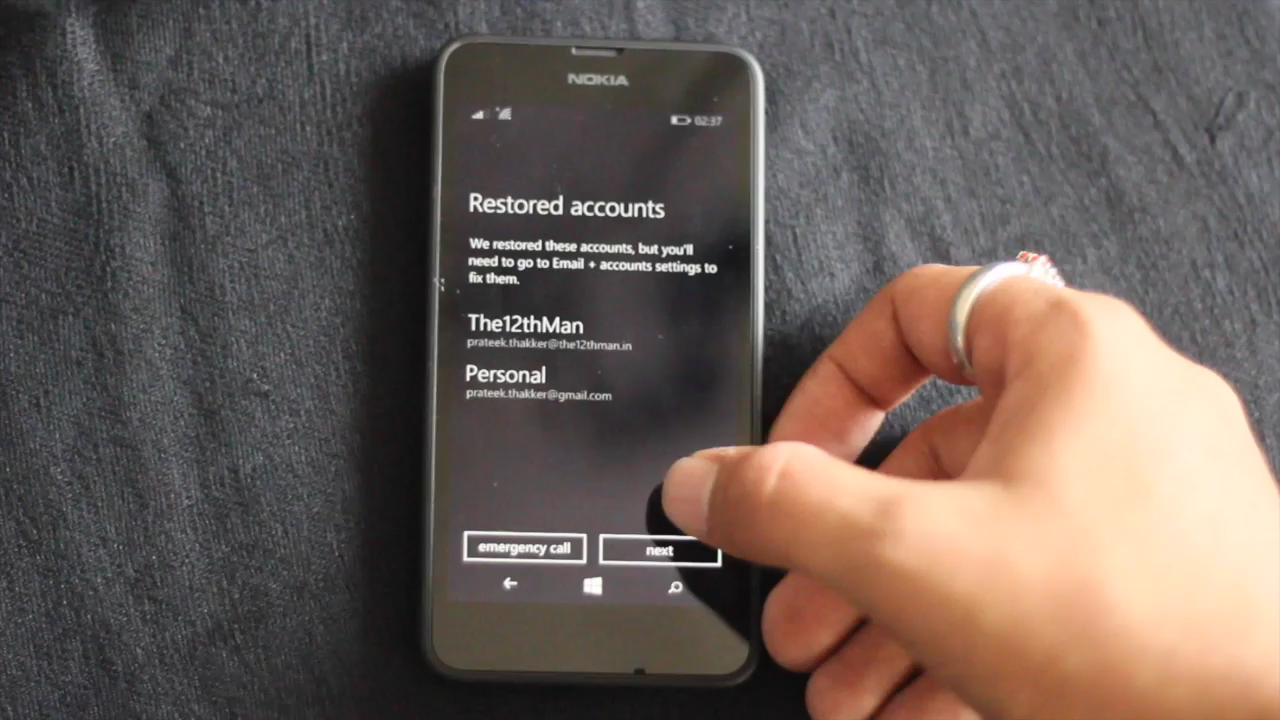 NOKIA
02:37
Restored accounts
We restored these accounts, but you'll
need to go to Email + accounts settings to
fix them.
The12thMan
prateek.thakker@the12thman.in
Personal
prateek.thakker@gmail.com
emergency call
next